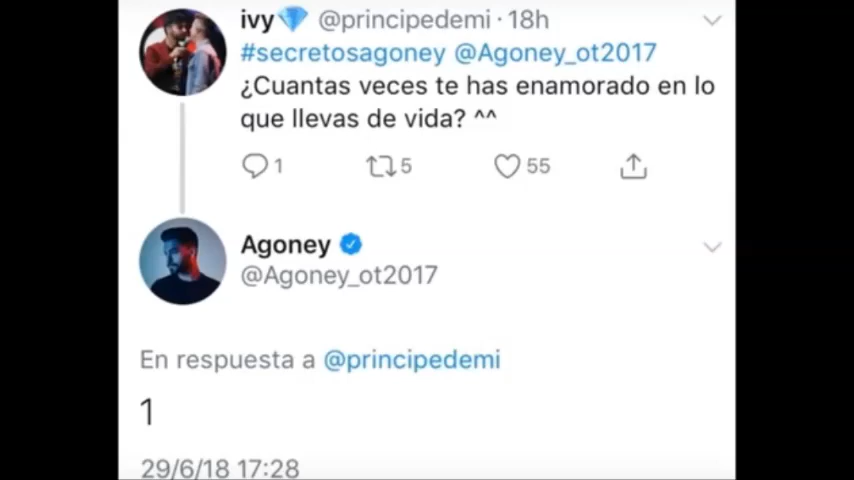 ivy💎 @principedemi · 18h
#secretosagoney @Agoney_ot2017
¿Cuantas veces te has enamorado en lo
que llevas de vida? ^^
1 5 55
Agoney
@Agoney_ot2017
En respuesta a @principedemi
1
29/6/18 17:28